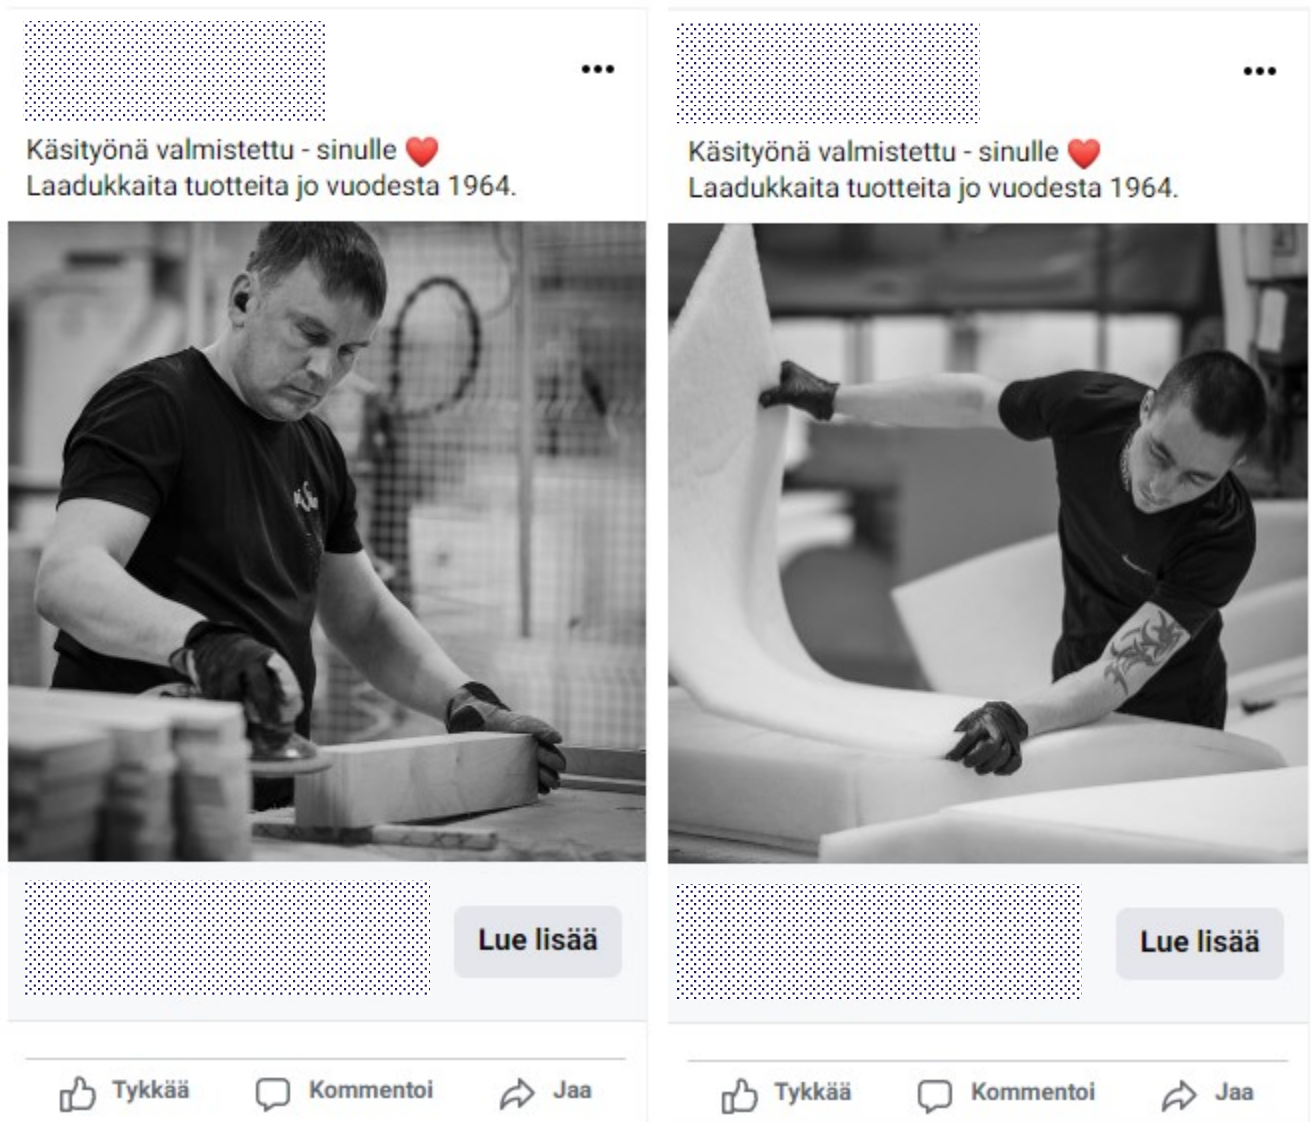 Käsityönä valmistettu - sinulle ❤️
Laadukkaita tuotteita jo vuodesta 1964.
Lue lisää
Tykkää
Kommentoi
Jaa
Käsityönä valmistettu - sinulle ❤️
Laadukkaita tuotteita jo vuodesta 1964.
Lue lisää
Tykkää
Kommentoi
Jaa